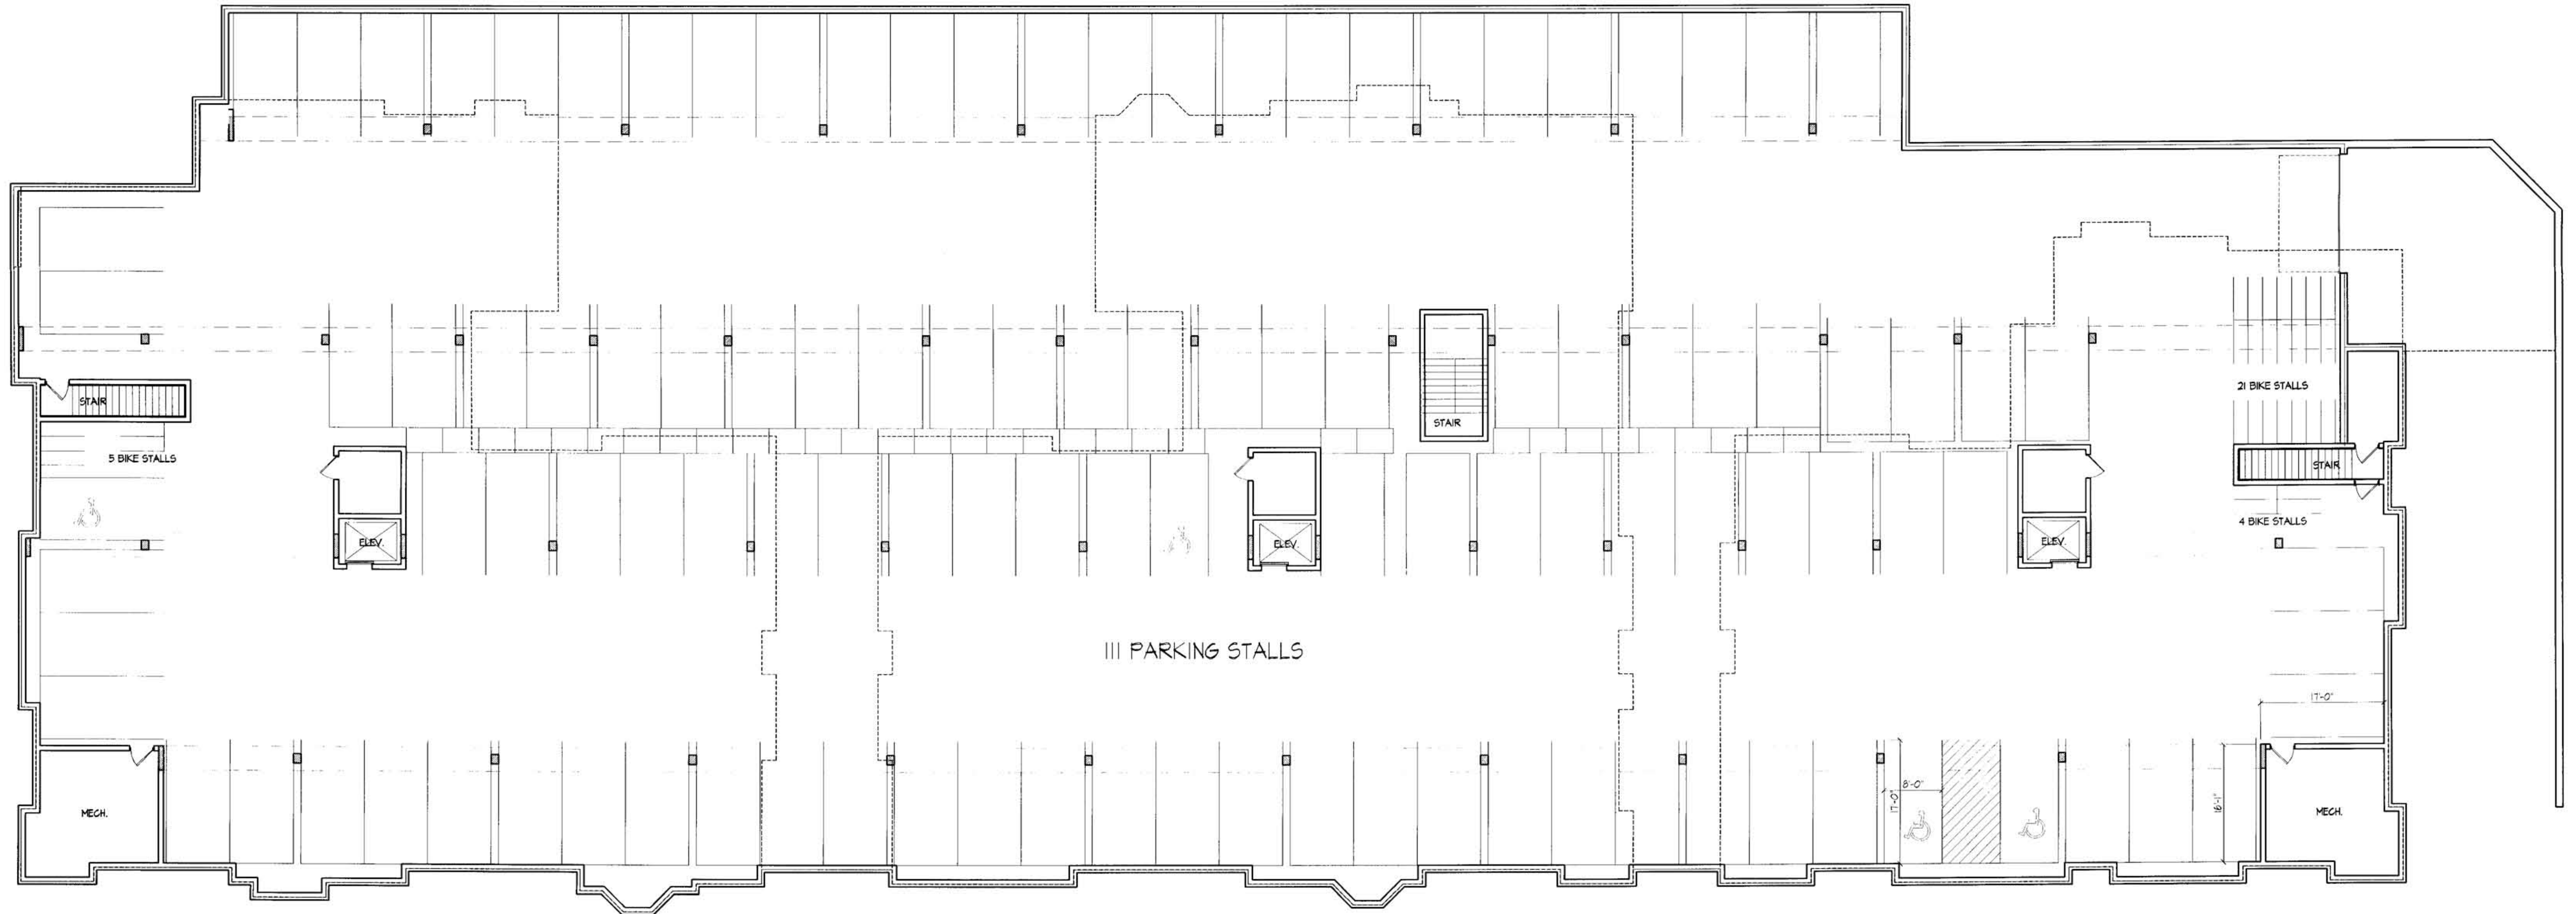 21 BIKE STALLS
STAIR
STAIR
5 BIKE STALLS
STAIR
4 BIKE STALLS
ELEV.
ELEV.
ELEV.
111 PARKING STALLS
17'-0"
8'-0"
17'-0"
16'-1"
MECH.
MECH.